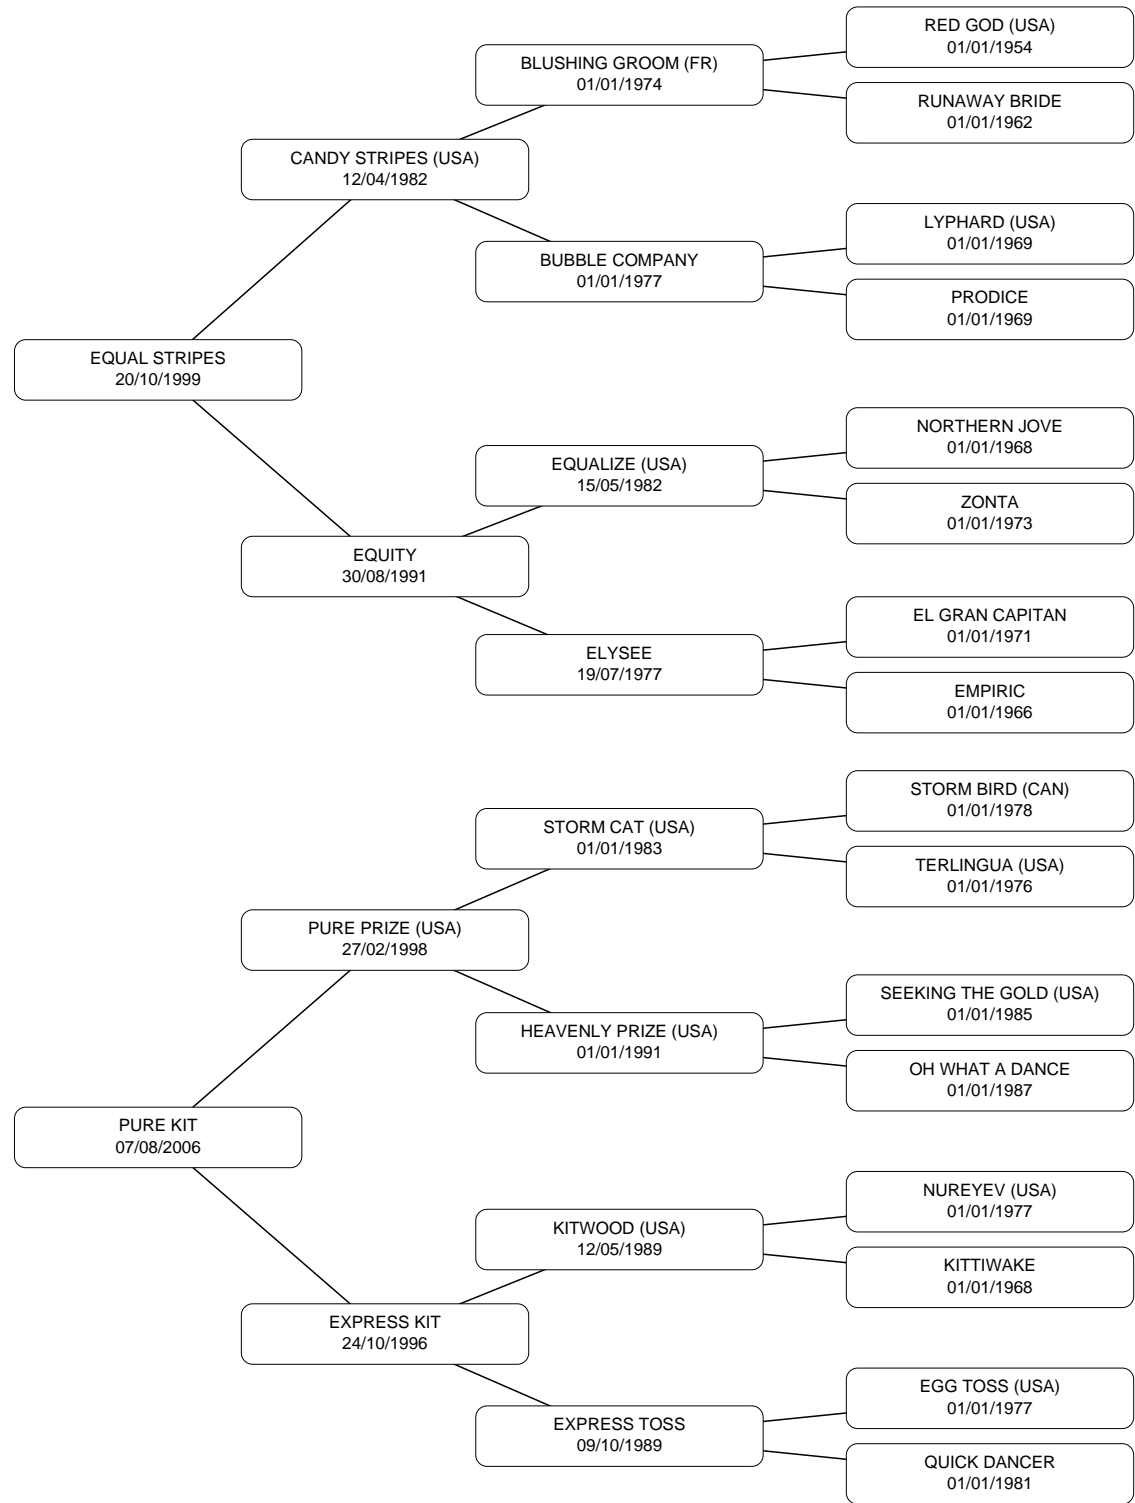 RED GOD (USA)
01/01/1954
BLUSHING GROOM (FR)
01/01/1974
RUNAWAY BRIDE
01/01/1962
CANDY STRIPES (USA)
12/04/1982
LYPHARD (USA)
01/01/1969
BUBBLE COMPANY
01/01/1977
PRODICE
01/01/1969
EQUAL STRIPES
20/10/1999
NORTHERN JOVE
01/01/1968
EQUALIZE (USA)
15/05/1982
ZONTA
01/01/1973
EQUITY
30/08/1991
EL GRAN CAPITAN
01/01/1971
ELYSEE
19/07/1977
EMPIRIC
01/01/1966
STORM BIRD (CAN)
01/01/1978
STORM CAT (USA)
01/01/1983
TERLINGUA (USA)
01/01/1976
PURE PRIZE (USA)
27/02/1998
SEEKING THE GOLD (USA)
01/01/1985
HEAVENLY PRIZE (USA)
01/01/1991
OH WHAT A DANCE
01/01/1987
PURE KIT
07/08/2006
NUREYEV (USA)
01/01/1977
KITWOOD (USA)
12/05/1989
KITTIWAKE
01/01/1968
EXPRESS KIT
24/10/1996
EGG TOSS (USA)
01/01/1977
EXPRESS TOSS
09/10/1989
QUICK DANCER
01/01/1981